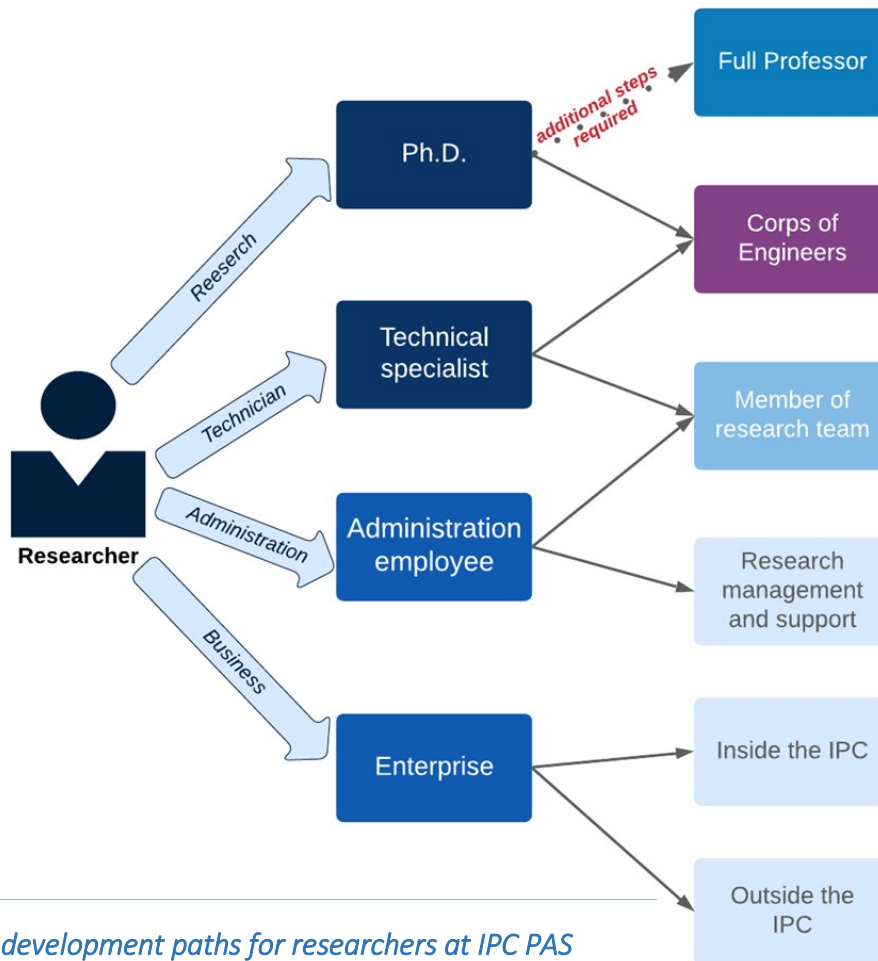 Full Professor
additional steps
required
Ph.D.
Reeserch
Corps of
Engineers
Technical
specialist
Technician
Member of
research team
Administration
Administration
employee
Researcher
Research
management
and support
Business
Enterprise
Inside the IPC
Outside the
IPC
development paths for researchers at IPC PAS